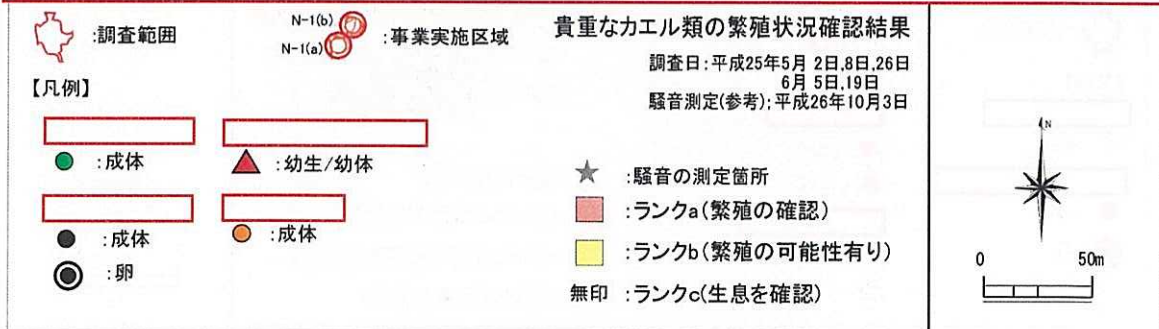 :調査範囲
N-1(b)
N-1(a)
:事業実施区域
貴重なカエル類の繁殖状況確認結果
調査日:平成25年5月 2日,8日,26日
6月 5日,19日
騒音測定(参考):平成26年10月3日
【凡例】
:成体
:幼生/幼体
:成体
:成体
:卵
:騒音の測定箇所
:ランクa(繁殖の確認)
:ランクb(繁殖の可能性有り)
無印 :ランクc(生息を確認)
N
0 50m